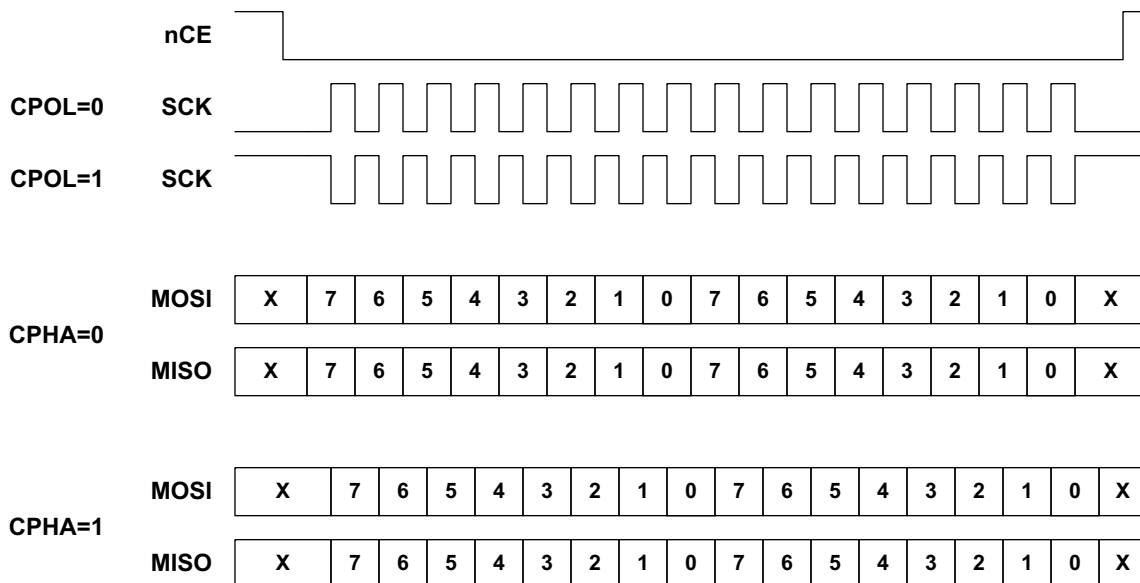 nCE
CPOL=0 SCK
CPOL=1 SCK
MOSI X 7 6 5 4 3 2 1 0 7 6 5 4 3 2 1 0 X
CPHA=0
MISO X 7 6 5 4 3 2 1 0 7 6 5 4 3 2 1 0 X
MOSI X 7 6 5 4 3 2 1 0 7 6 5 4 3 2 1 0 X
CPHA=1
MISO X 7 6 5 4 3 2 1 0 7 6 5 4 3 2 1 0 X